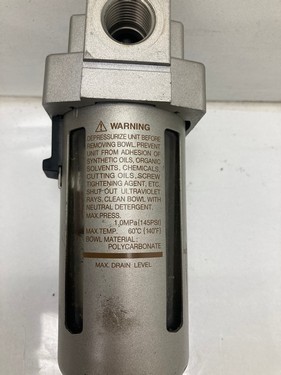 ⚠ WARNING
DEPRESSURIZE UNIT BEFORE
REMOVING BOWL. PREVENT
UNIT FROM ADHESION OF
SYNTHETIC OILS, ORGANIC
SOLVENTS, CHEMICALS,
CUTTING OILS, SCREW
TIGHTENING AGENT, ETC.
SHUT OUT ULTRAVIOLET
RAYS. CLEAN BOWL WITH
NEUTRAL DETERGENT.
MAX.PRESS.
1.0MPa{145PSI}
MAX.TEMP. 60℃ {140℉}
BOWL MATERIAL:
POLYCARBONATE
MAX. DRAIN LEVEL